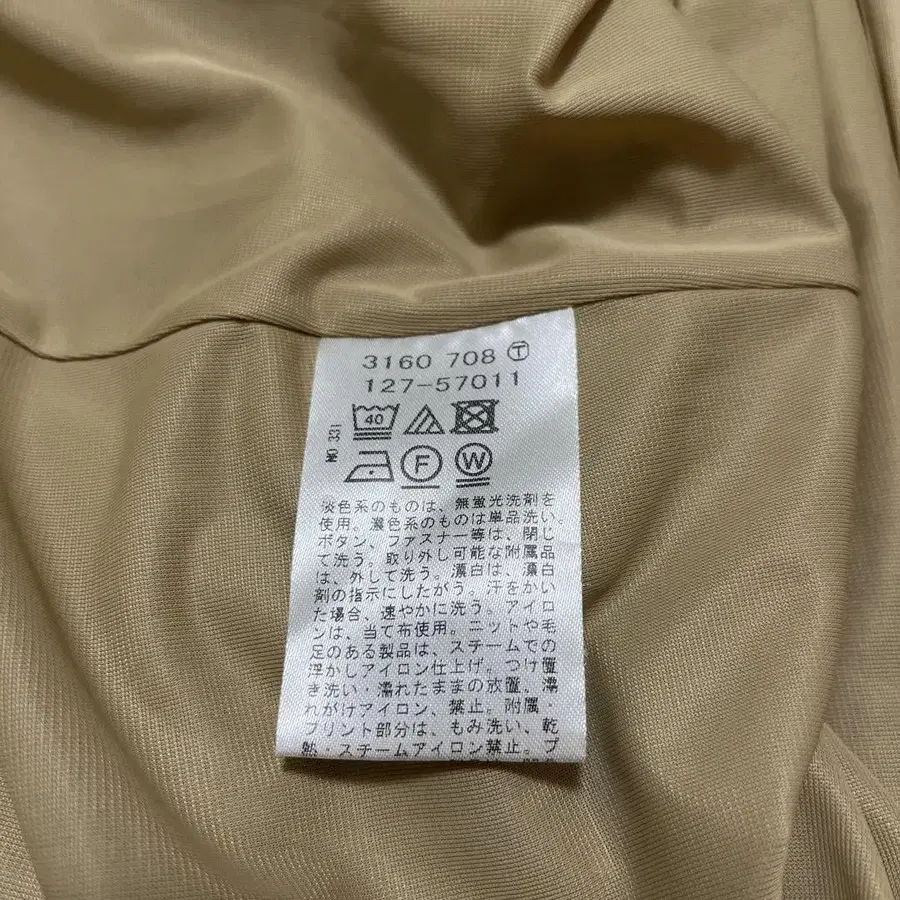 3160 708 Ⓣ
127-57011
NO 331
40
F W
淡色系のものは、無蛍光洗剤を
使用。濃色系のものは単品洗い。
ボタン、ファスナー等は、閉じ
て洗う。取り外し可能な附属品
は、外して洗う。漂白は、漂白
剤の指示にしたがう。汗をかい
た場合、速やかに洗う。アイロ
ンは、当て布使用。ニットや毛
足のある製品は、スチームでの
浮かしアイロン仕上げ。つけ置
き洗い・濡れたままの放置、濡
れがけアイロン、禁止。附属・
プリント部分は、もみ洗い、乾
熱・スチームアイロン禁止。プ